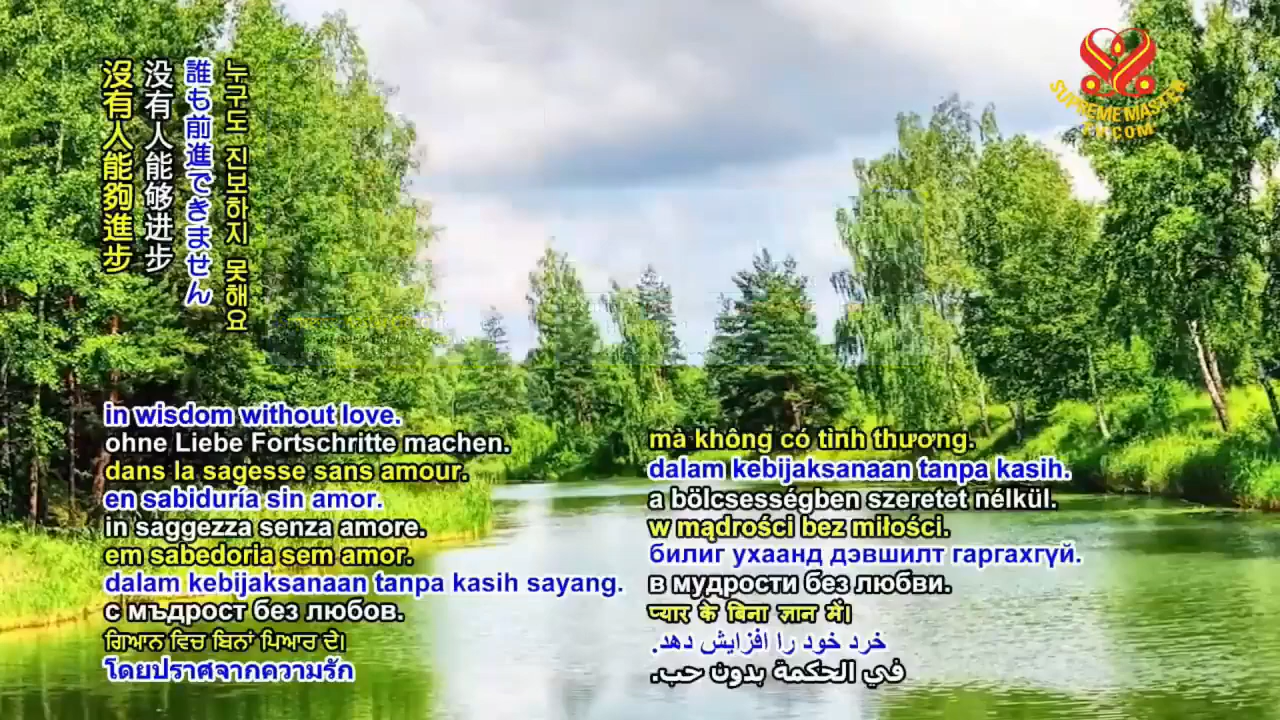 누구도 진보하지 못해요
誰も前進できません
没有人能够进步
沒有人能夠進步
SUPREME MASTER
TV.COM
in wisdom without love.
ohne Liebe Fortschritte machen.
dans la sagesse sans amour.
en sabiduría sin amor.
in saggezza senza amore.
em sabedoria sem amor.
dalam kebijaksanaan tanpa kasih sayang.
с мъдрост без любов.
ਗਿਆਨ ਵਿਚ ਬਿਨਾਂ ਪਿਆਰ ਦੇ।
โดยปราศจากความรัก
mà không có tình thương.
dalam kebijaksanaan tanpa kasih.
a bölcsességben szeretet nélkül.
w mądrości bez miłości.
билиг ухаанд дэвшилт гаргахгүй.
в мудрости без любви.
प्यार के बिना ज्ञान में।
خرد خود را افزایش دهد.
في الحكمة بدون حب.